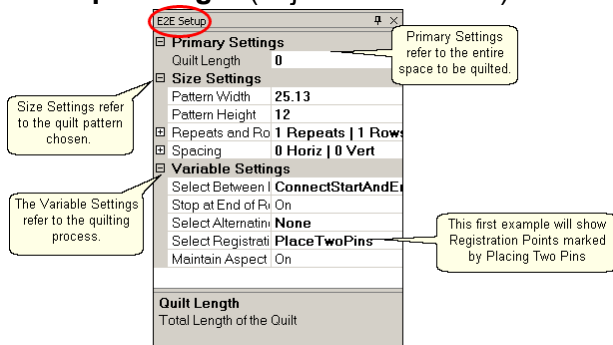 E2E Setup
Primary Settings
Quilt Length 0
Size Settings
Pattern Width 25.13
Pattern Height 12
Repeats and Ro 1 Repeats | 1 Rows
Spacing 0 Horiz | 0 Vert
Variable Settings
Select Between ConnectStartAndE
Stop at End of R On
Select Alternatin None
Select Registrati PlaceTwoPins
Maintain Aspect On
Quilt Length
Total Length of the Quilt
Primary Settings
refer to the entire
space to be quilted.
Size Settings refer
to the quilt pattern
chosen.
The Variable Settings
refer to the quilting
process.
This first example will show
Registration Points marked
by Placing Two Pins